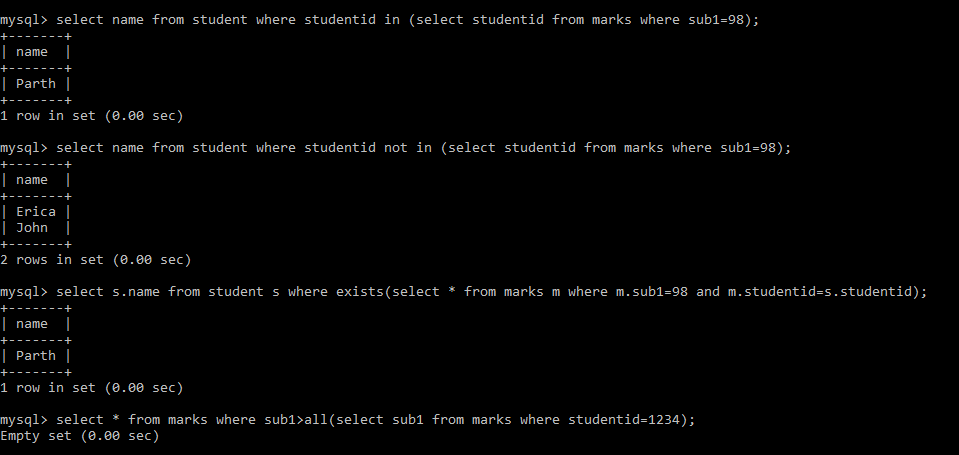 mysql> select name from student where studentid in (select studentid from marks where sub1=98);
+-------+
| name  |
+-------+
| Parth |
+-------+
1 row in set (0.00 sec)

mysql> select name from student where studentid not in (select studentid from marks where sub1=98);
+-------+
| name  |
+-------+
| Erica |
| John  |
+-------+
2 rows in set (0.00 sec)

mysql> select s.name from student s where exists(select * from marks m where m.sub1=98 and m.studentid=s.studentid);
+-------+
| name  |
+-------+
| Parth |
+-------+
1 row in set (0.00 sec)

mysql> select * from marks where sub1>all(select sub1 from marks where studentid=1234);
Empty set (0.00 sec)